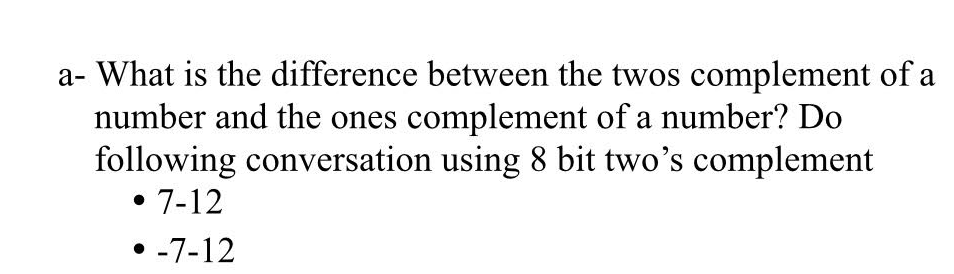 a- What is the difference between the twos complement of a
number and the ones complement of a number? Do
following conversation using 8 bit two’s complement
• 7-12
• -7-12